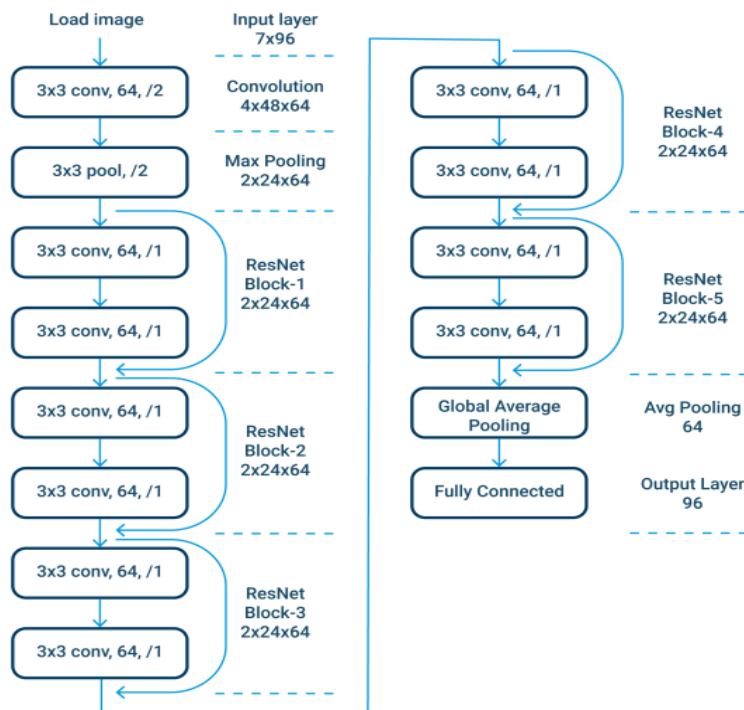 Load image
Input layer
7x96
3x3 conv, 64, /2
Convolution
4x48x64
3x3 pool, /2
Max Pooling
2x24x64
3x3 conv, 64, /1
ResNet
Block-1
2x24x64
3x3 conv, 64, /1
3x3 conv, 64, /1
ResNet
Block-2
2x24x64
3x3 conv, 64, /1
3x3 conv, 64, /1
ResNet
Block-3
2x24x64
3x3 conv, 64, /1
3x3 conv, 64, /1
ResNet
Block-4
2x24x64
3x3 conv, 64, /1
3x3 conv, 64, /1
ResNet
Block-5
2x24x64
3x3 conv, 64, /1
Global Average
Pooling
Avg Pooling
64
Fully Connected
Output Layer
96